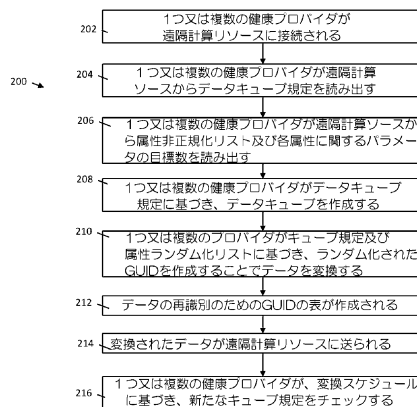 202
1つ又は複数の健康プロバイダが
遠隔計算リソースに接続される
200
204
1つ又は複数の健康プロバイダが遠隔計算
ソースからデータキューブ規定を読み出す
206
1つ又は複数の健康プロバイダが遠隔計算ソースか
ら属性非正規化リスト及び各属性に関するパラメー
タの目標数を読み出す
208
1つ又は複数の健康プロバイダがデータキューブ
規定に基づき、データキューブを作成する
210
1つ又は複数のプロバイダがキューブ規定及び
属性ランダム化リストに基づき、ランダム化された
GUIDを作成することでデータを変換する
212
データの再識別のためのGUIDの表が作成される
214
変換されたデータが遠隔計算リソースに送られる
216
1つ又は複数の健康プロバイダが、変換スケジュール
に基づき、新たなキューブ規定をチェックする